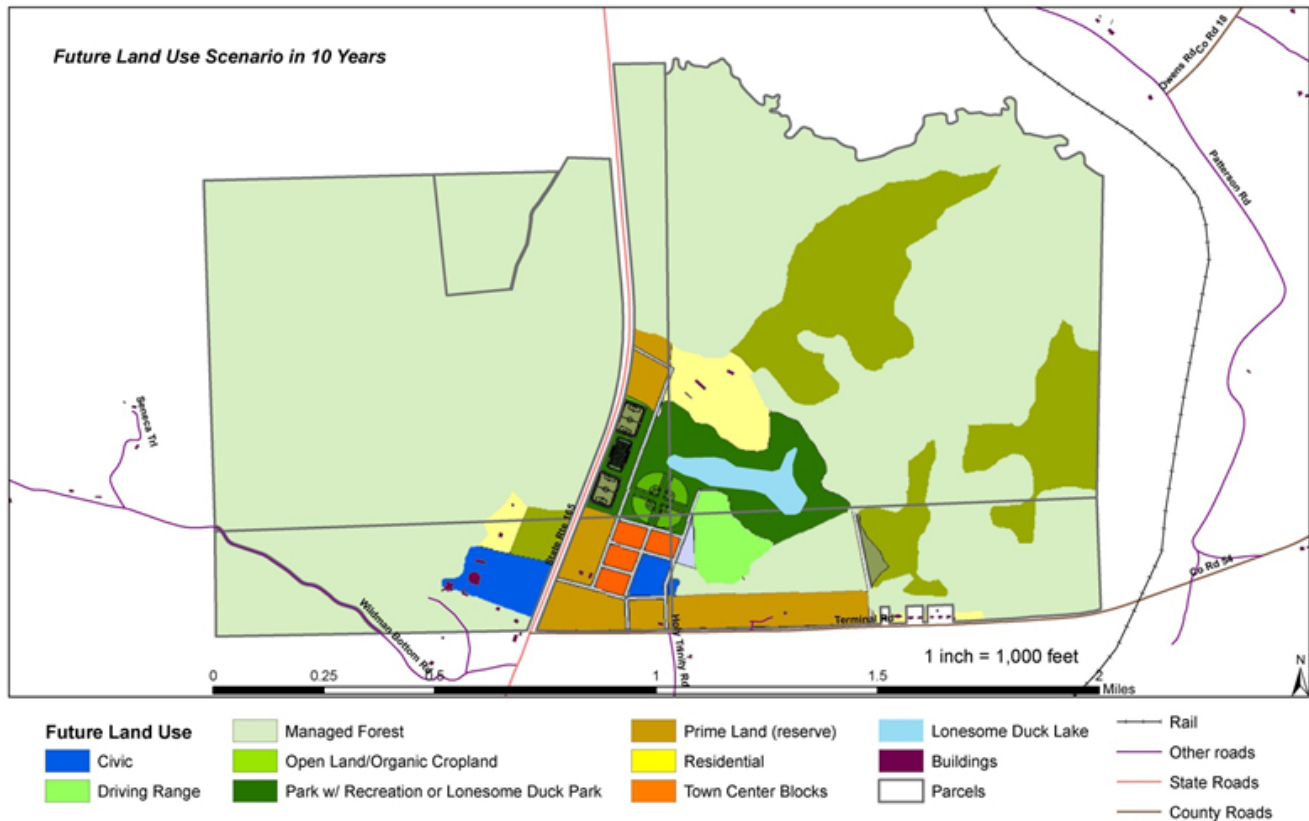 Future Land Use Scenario in 10 Years
Owens Rd
Co Rd 18
Patterson Rd
Seneca Trl
State Rte 165
Wildman Bottom Rd
Holy Trinity Rd
Terminal Rd
Co Rd 54
1 inch = 1,000 feet
N
0 0.25 0.5 1 1.5 2 Miles
Future Land Use
Civic
Driving Range
Managed Forest
Open Land/Organic Cropland
Park w/ Recreation or Lonesome Duck Park
Prime Land (reserve)
Residential
Town Center Blocks
Lonesome Duck Lake
Buildings
Parcels
Rail
Other roads
State Roads
County Roads